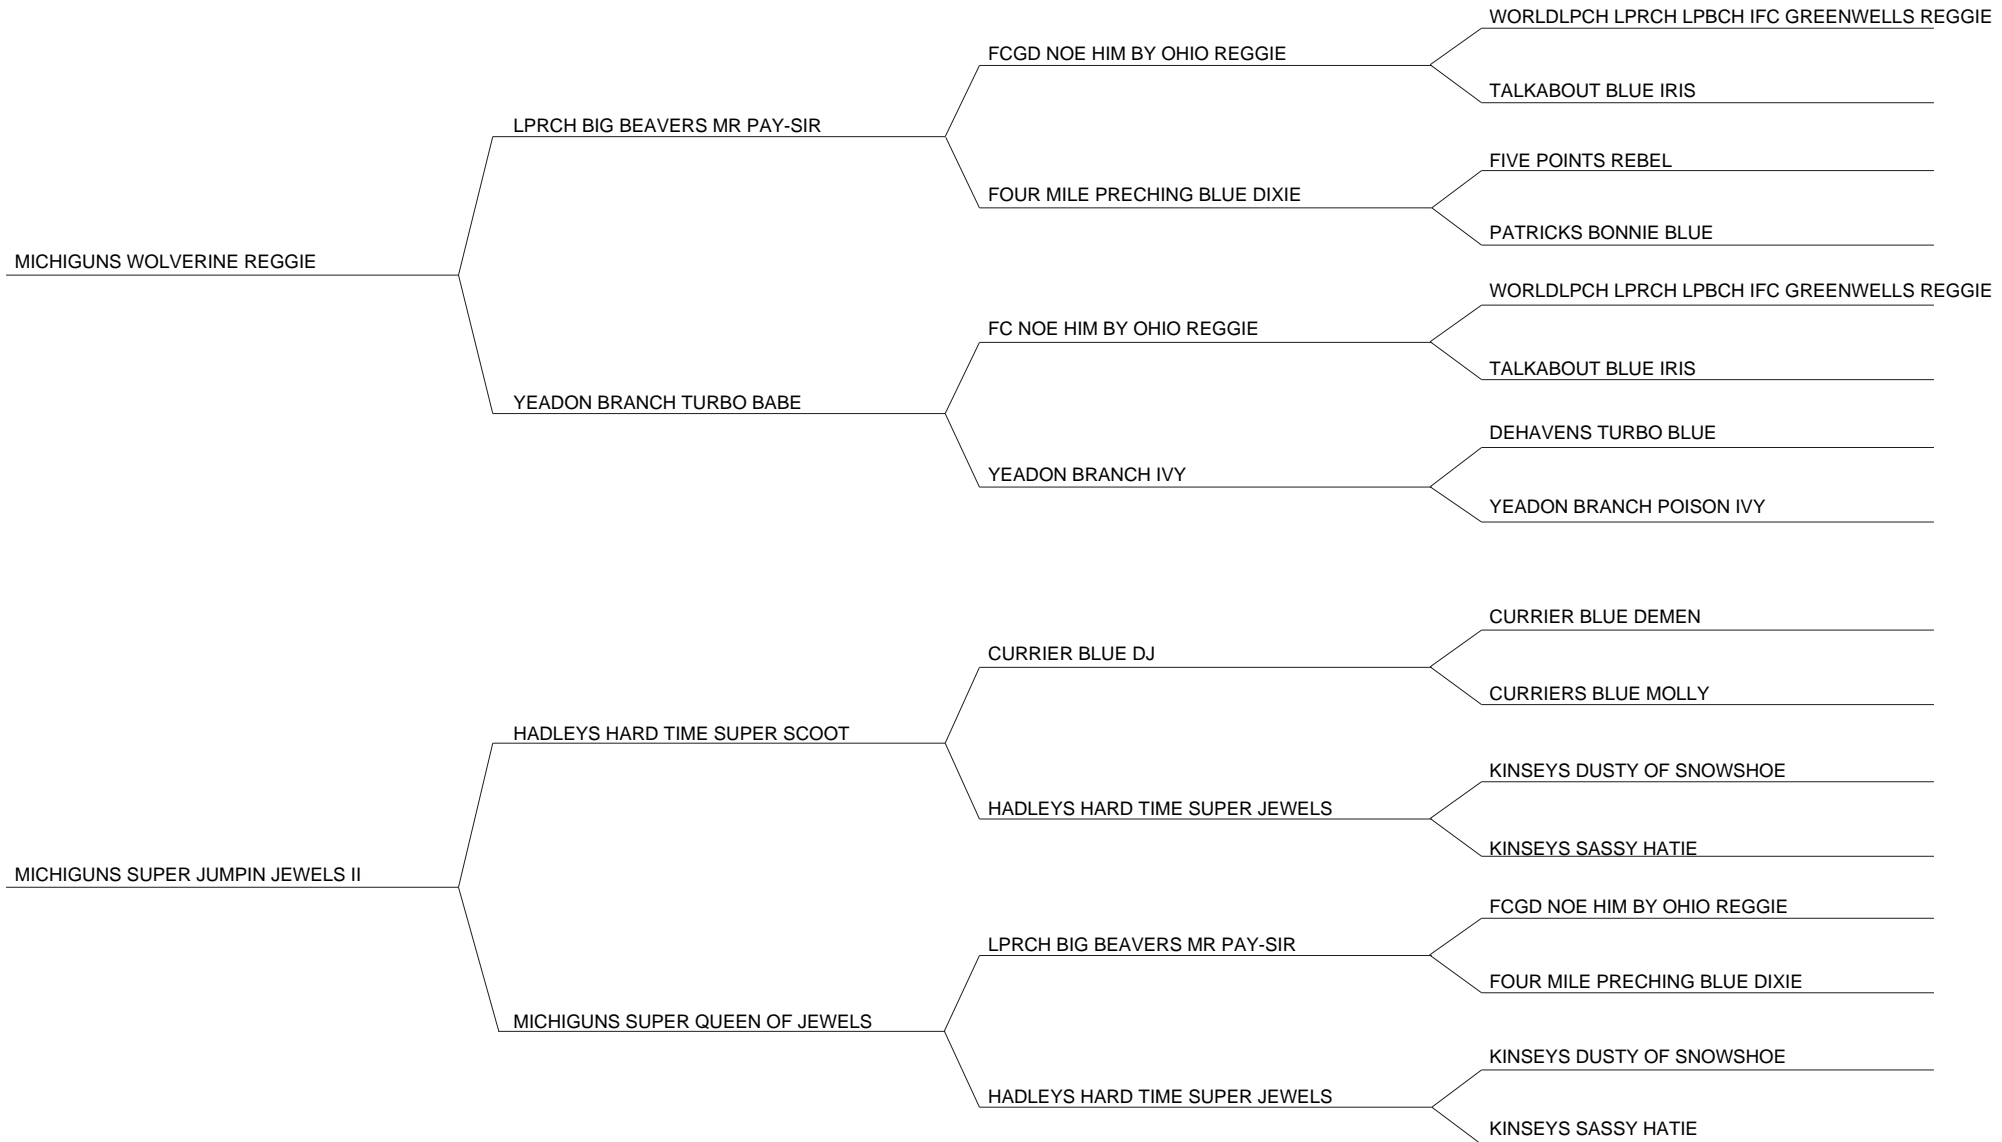 WORLDLPCH LPRCH LPBCH IFC GREENWELLS REGGIE
FCGD NOE HIM BY OHIO REGGIE
TALKABOUT BLUE IRIS
LPRCH BIG BEAVERS MR PAY-SIR
FIVE POINTS REBEL
FOUR MILE PRECHING BLUE DIXIE
PATRICKS BONNIE BLUE
MICHIGUNS WOLVERINE REGGIE
WORLDLPCH LPRCH LPBCH IFC GREENWELLS REGGIE
FC NOE HIM BY OHIO REGGIE
TALKABOUT BLUE IRIS
YEADON BRANCH TURBO BABE
DEHAVENS TURBO BLUE
YEADON BRANCH IVY
YEADON BRANCH POISON IVY
CURRIER BLUE DEMEN
CURRIER BLUE DJ
CURRIERS BLUE MOLLY
HADLEYS HARD TIME SUPER SCOOT
KINSEYS DUSTY OF SNOWSHOE
HADLEYS HARD TIME SUPER JEWELS
KINSEYS SASSY HATIE
MICHIGUNS SUPER JUMPIN JEWELS II
FCGD NOE HIM BY OHIO REGGIE
LPRCH BIG BEAVERS MR PAY-SIR
FOUR MILE PRECHING BLUE DIXIE
MICHIGUNS SUPER QUEEN OF JEWELS
KINSEYS DUSTY OF SNOWSHOE
HADLEYS HARD TIME SUPER JEWELS
KINSEYS SASSY HATIE